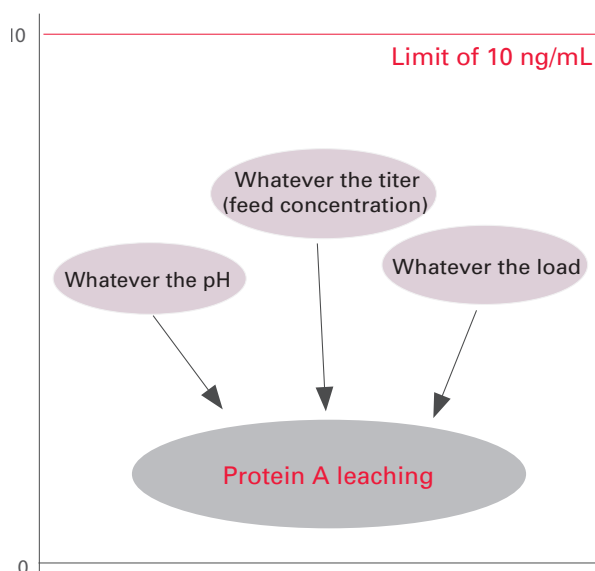 10
Limit of 10 ng/mL
Whatever the titer
(feed concentration)
Whatever the pH
Whatever the load
Protein A leaching
0